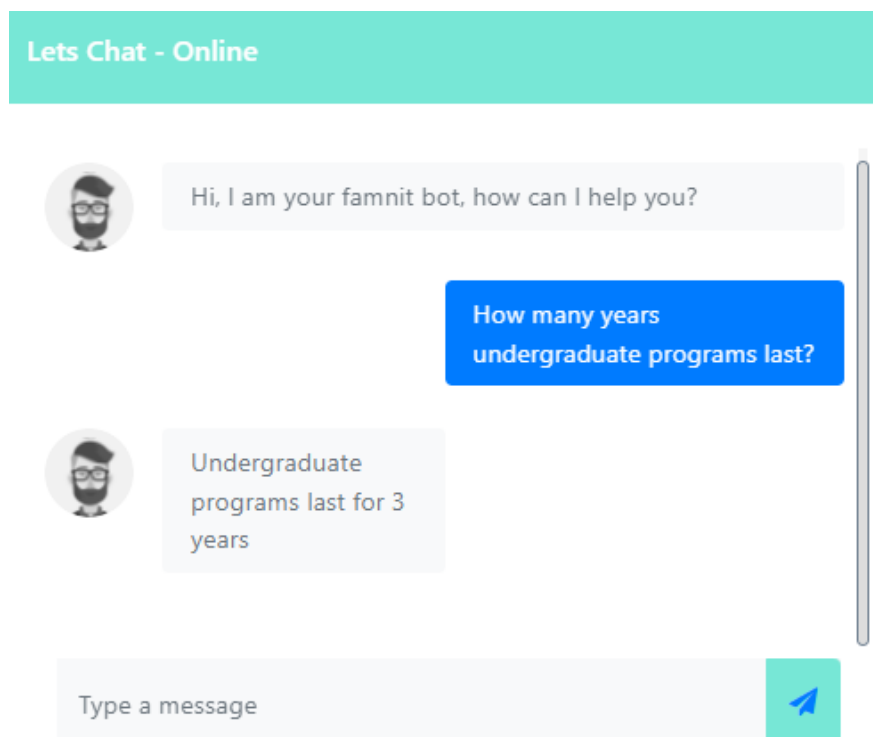 Lets Chat - Online
Hi, I am your famnit bot, how can I help you?
How many years
undergraduate programs last?
Undergraduate
programs last for 3
years
Type a message